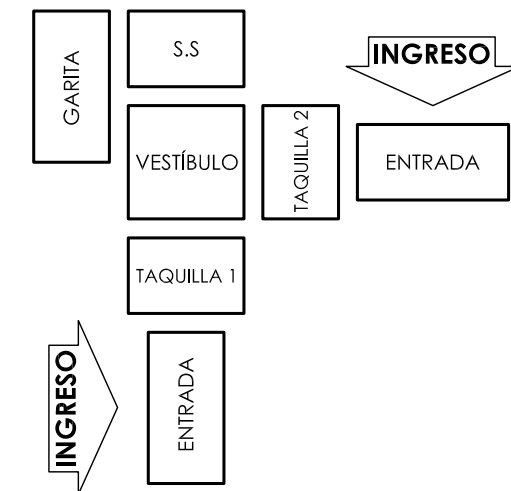 GARITA
S.S
INGRESO
VESTÍBULO
TAQUILLA 2
ENTRADA
TAQUILLA 1
INGRESO
ENTRADA